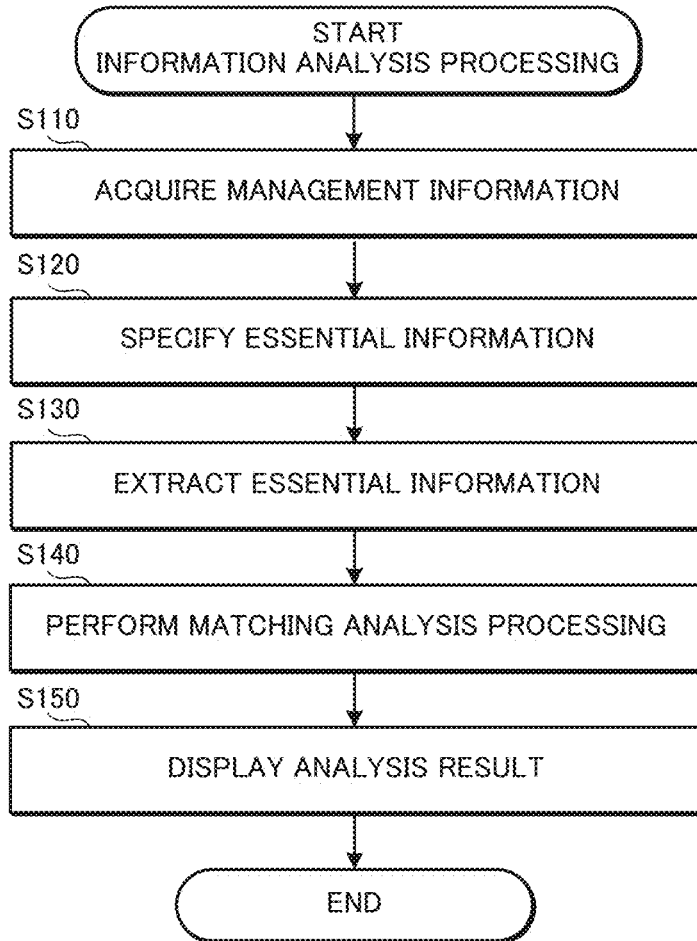 START
INFORMATION ANALYSIS PROCESSING
S110
ACQUIRE MANAGEMENT INFORMATION
S120
SPECIFY ESSENTIAL INFORMATION
S130
EXTRACT ESSENTIAL INFORMATION
S140
PERFORM MATCHING ANALYSIS PROCESSING
S150
DISPLAY ANALYSIS RESULT
END